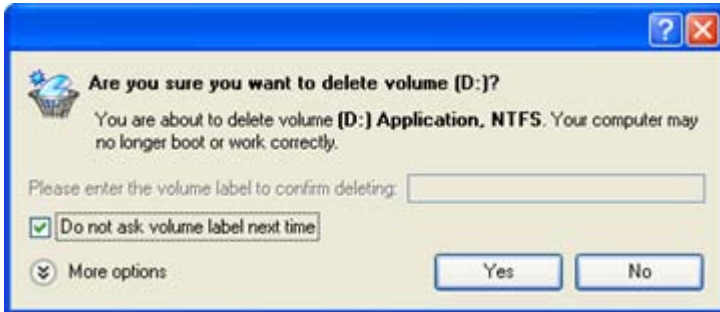 Are you sure you want to delete volume (D:)?
You are about to delete volume (D:) Application, NTFS. Your computer may
no longer boot or work correctly.
Please enter the volume label to confirm deleting:
Do not ask volume label next time
More options
Yes
No